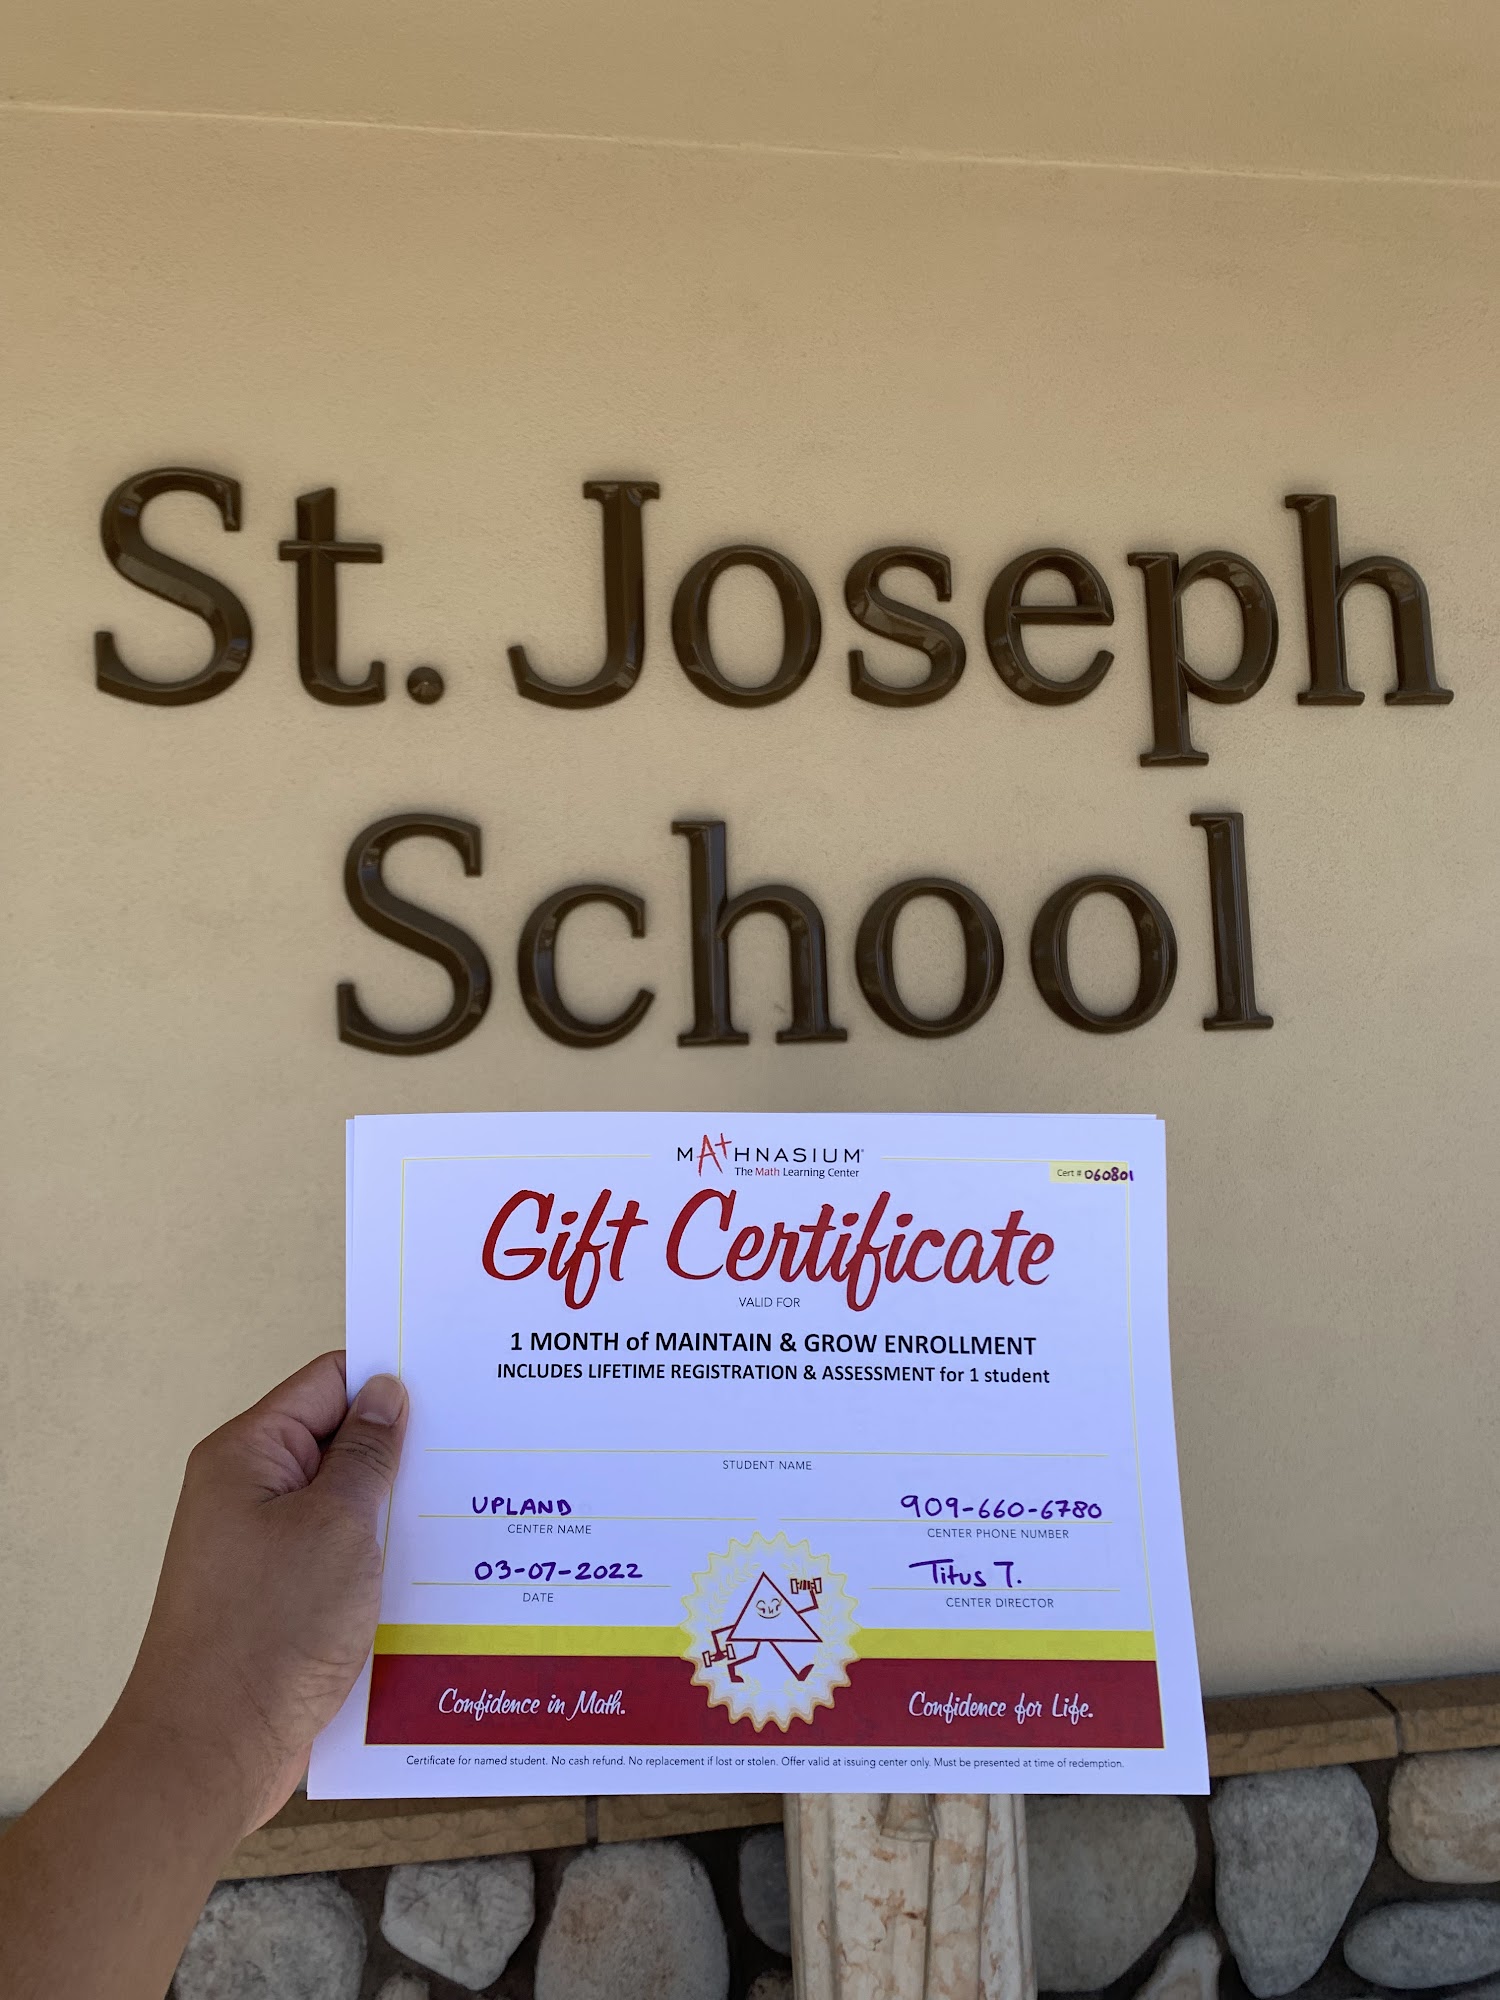 St. Joseph
School
MATHNASIUM®
The Math Learning Center
Cert # 060801
Gift Certificate
VALID FOR
1 MONTH of MAINTAIN & GROW ENROLLMENT
INCLUDES LIFETIME REGISTRATION & ASSESSMENT for 1 student
STUDENT NAME
UPLAND
CENTER NAME
909-660-6780
CENTER PHONE NUMBER
03-07-2022
DATE
Titus T.
CENTER DIRECTOR
Confidence in Math.
Confidence for Life.
Certificate for named student. No cash refund. No replacement if lost or stolen. Offer valid at issuing center only. Must be presented at time of redemption.